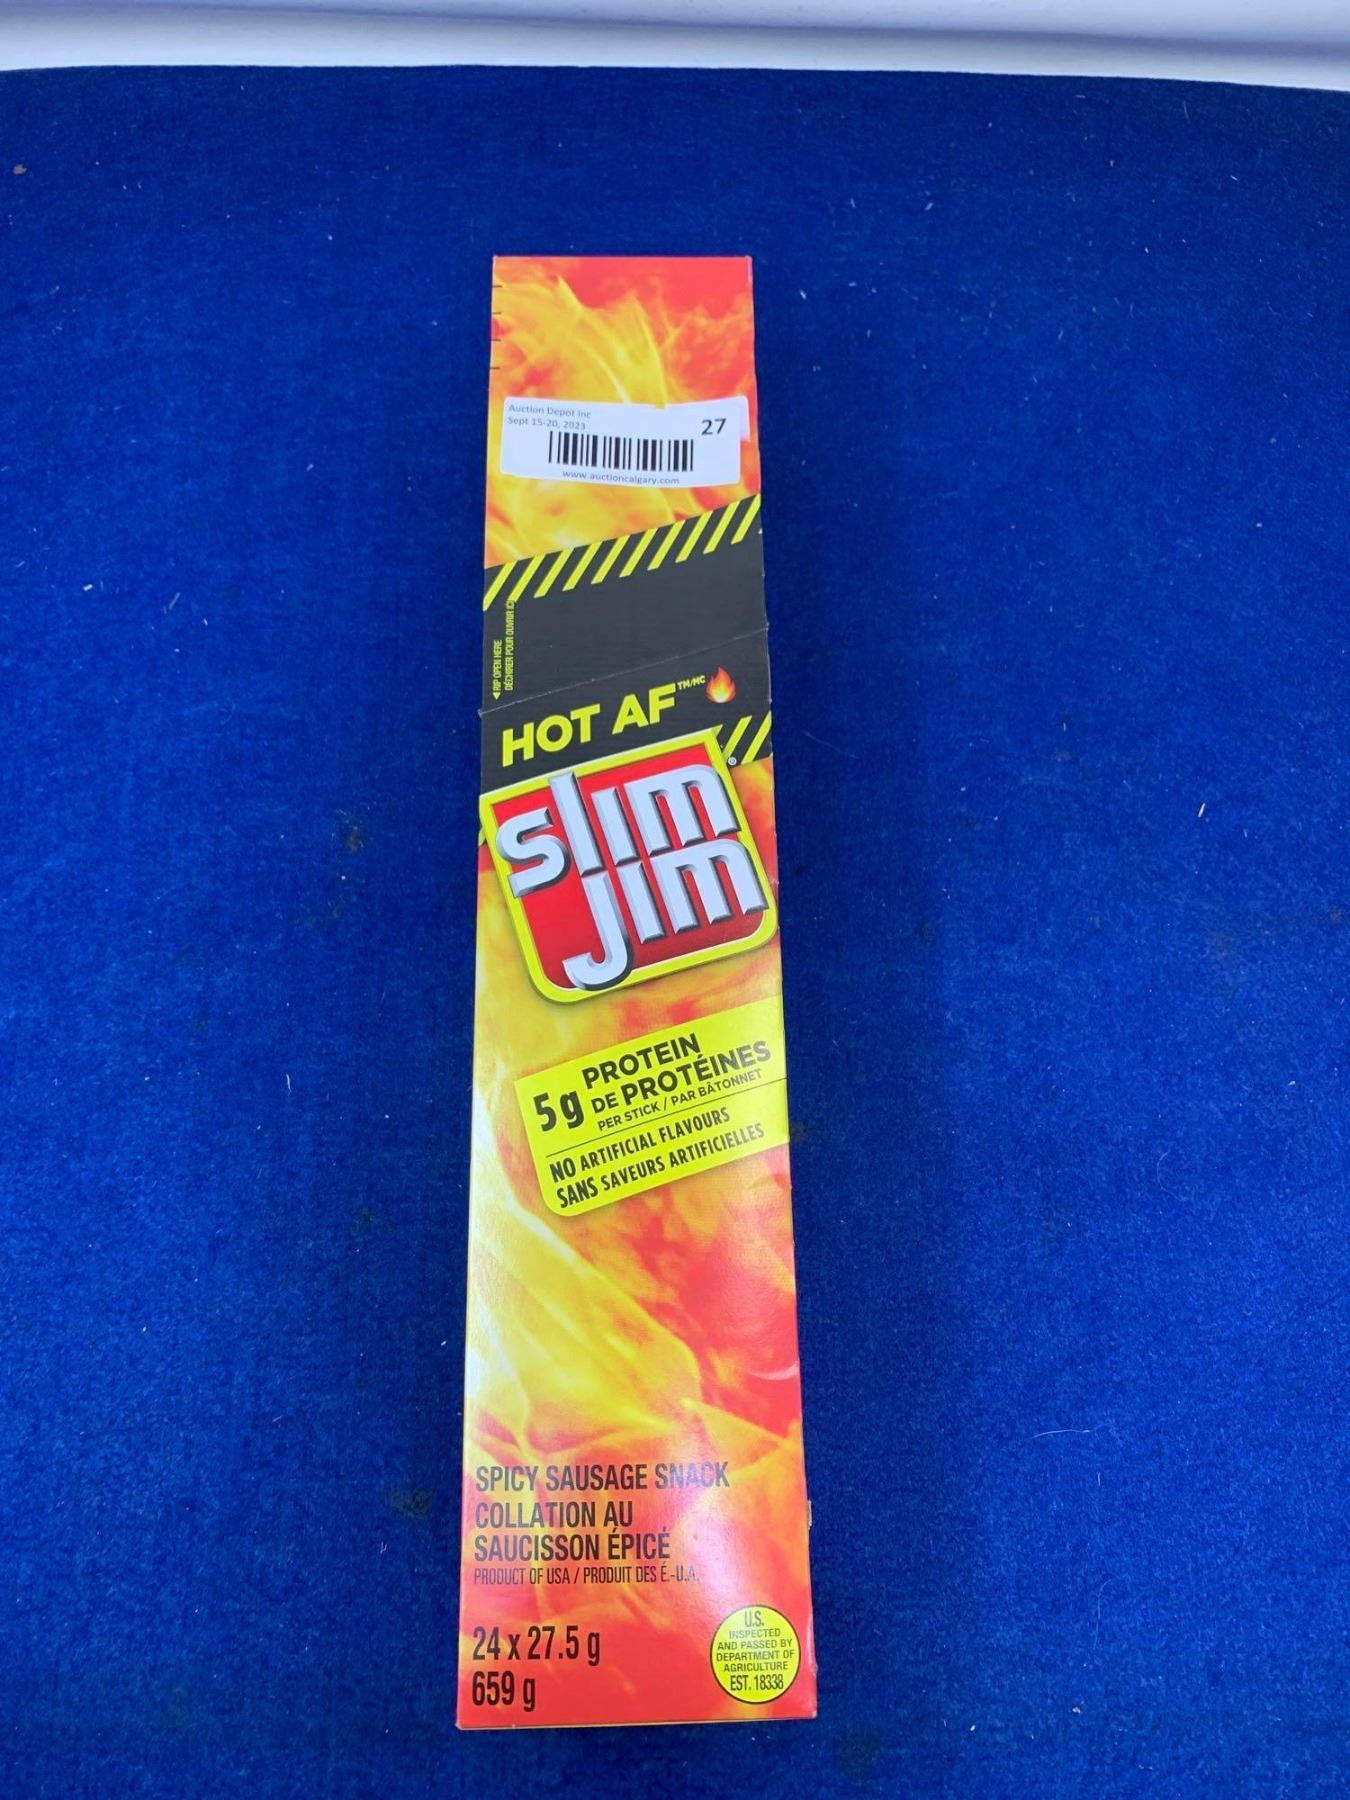 Auction Depot Inc
Sept 15-20, 2023
27
www.auctioncalgary.com
◀RIP OPEN HERE
DÉCHIRER POUR OUVRIR ICI
HOT AF™/MC
slim
jim®
5g PROTEIN
DE PROTÉINES
PER STICK / PAR BÂTONNET
NO ARTIFICIAL FLAVOURS
SANS SAVEURS ARTIFICIELLES
SPICY SAUSAGE SNACK
COLLATION AU
SAUCISSON ÉPICÉ
PRODUCT OF USA / PRODUIT DES É.-U.A.
24 x 27.5 g
659 g
U.S.
INSPECTED
AND PASSED BY
DEPARTMENT OF
AGRICULTURE
EST. 18338